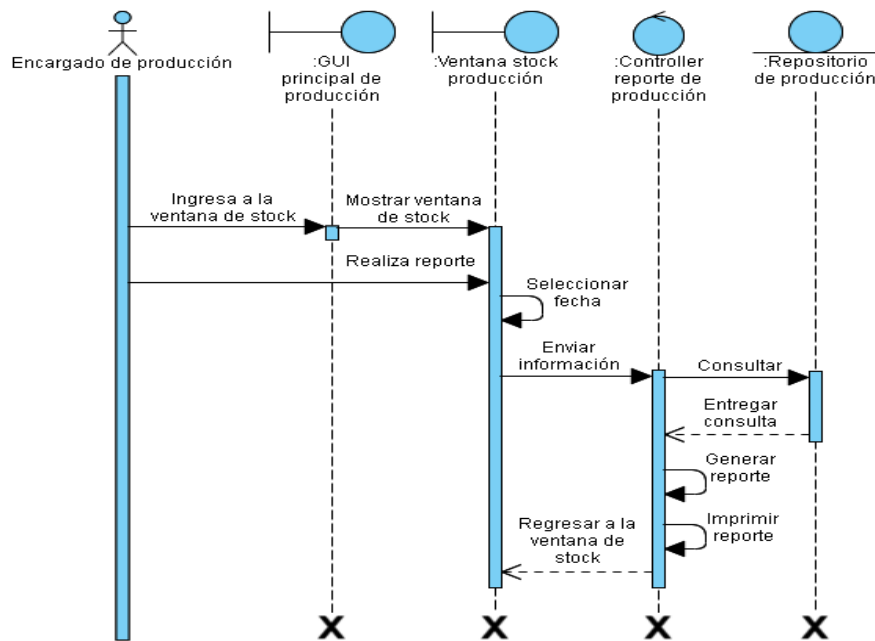 Encargado de producción
:GUI
principal de
producción
:Ventana stock
producción
:Controller
reporte de
producción
:Repositorio
de producción
Ingresa a la
ventana de stock
Mostrar ventana
de stock
Realiza reporte
Seleccionar
fecha
Enviar
información
Consultar
Entregar
consulta
Generar
reporte
Imprimir
reporte
Regresar a la
ventana de
stock